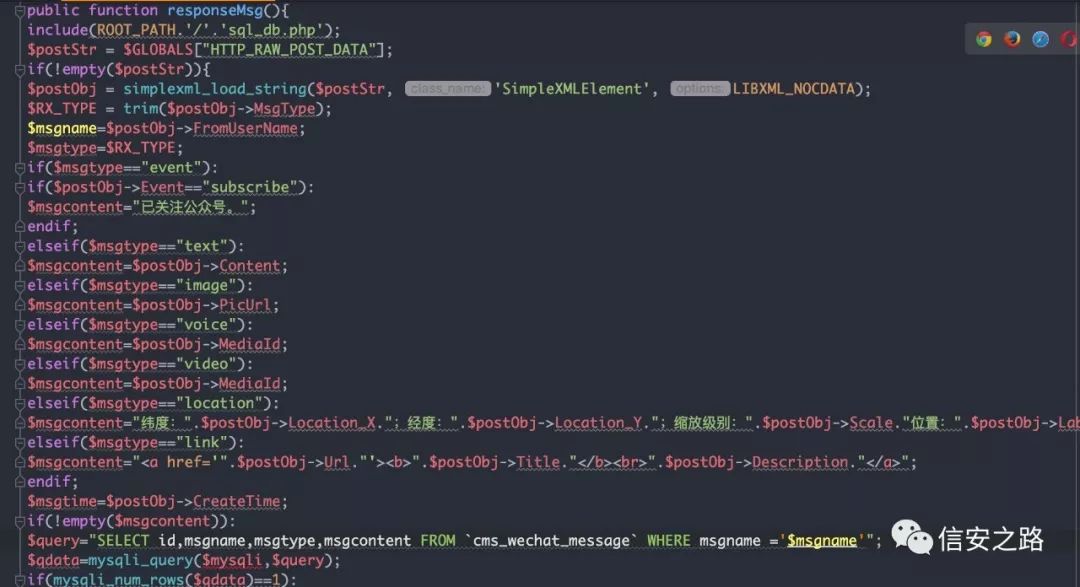 public function responseMsg(){
include(ROOT_PATH.'/'.'sql_db.php');
$postStr = $GLOBALS["HTTP_RAW_POST_DATA"];
if(!empty($postStr)){
$postObj = simplexml_load_string($postStr, class_name: 'SimpleXMLElement', options: LIBXML_NOCDATA);
$RX_TYPE = trim($postObj->MsgType);
$msgname=$postObj->FromUserName;
$msgtype=$RX_TYPE;
if($msgtype=="event"):
if($postObj->Event=="subscribe"):
$msgcontent="已关注公众号。";
endif;
elseif($msgtype=="text"):
$msgcontent=$postObj->Content;
elseif($msgtype=="image"):
$msgcontent=$postObj->PicUrl;
elseif($msgtype=="voice"):
$msgcontent=$postObj->MediaId;
elseif($msgtype=="video"):
$msgcontent=$postObj->MediaId;
elseif($msgtype=="location"):
$msgcontent="纬度：".$postObj->Location_X."；经度：".$postObj->Location_Y."；缩放级别：".$postObj->Scale."位置：".$postObj->Lab
elseif($msgtype=="link"):
$msgcontent="<a href='".$postObj->Url."'><b>".$postObj->Title."</b><br>".$postObj->Description."</a>";
endif;
$msgtime=$postObj->CreateTime;
if(!empty($msgcontent)):
$query="SELECT id,msgname,msgtype,msgcontent FROM `cms_wechat_message` WHERE msgname ='$msgname'";
$qdata=mysqli_query($mysqli,$query);
if(mysqli_num_rows($qdata)==1):
信安之路